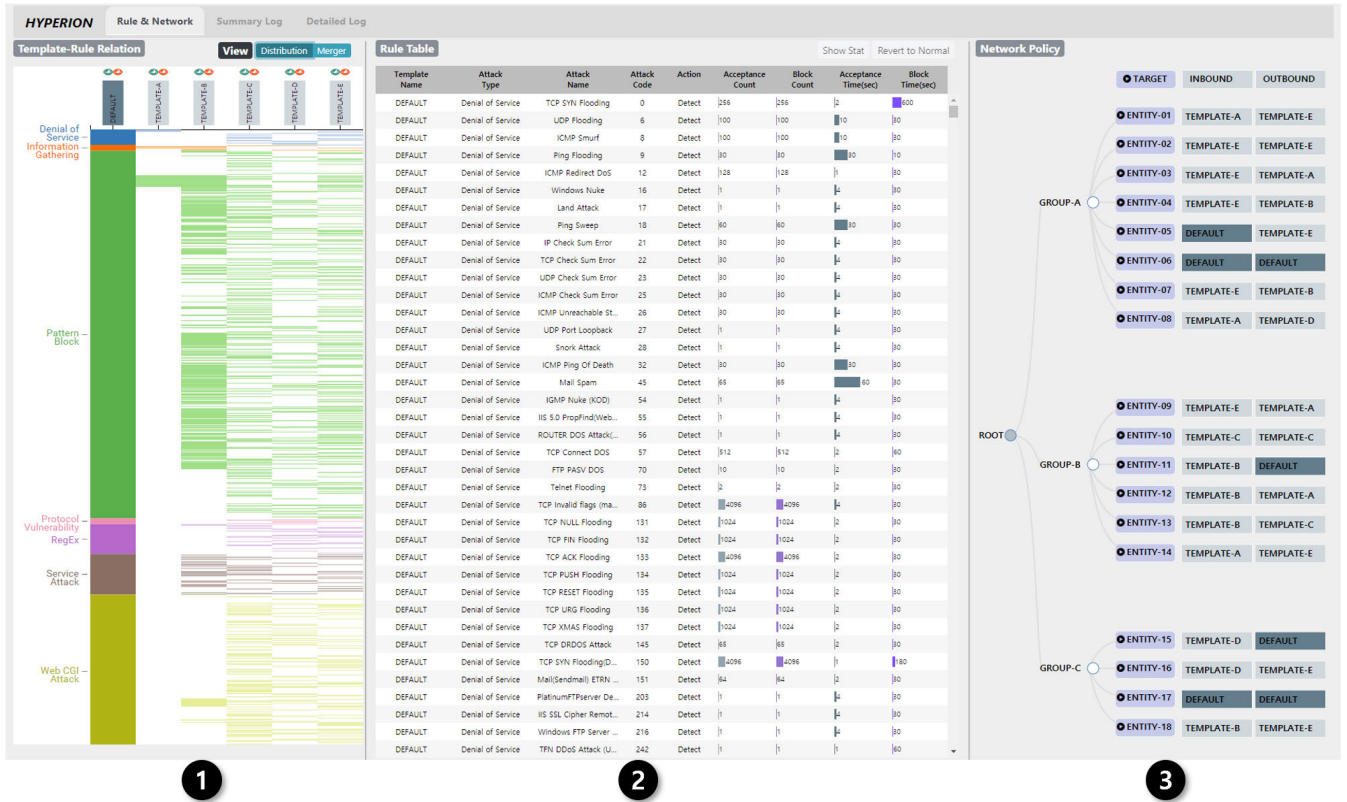 HYPERION Rule & Network Summary Log Detailed Log
Template-Rule Relation View Distribution Merger
DEFAULT TEMPLATE-A TEMPLATE-B TEMPLATE-C TEMPLATE-D TEMPLATE-E
Denial of
Service
Information
Gathering
Pattern
Block
Protocol
Vulnerability
RegEx
Service
Attack
Web CGI
Attack
1
Rule Table Show Stat Revert to Normal
Template Name Attack Type Attack Name Attack Code Action Acceptance Count Block Count Acceptance Time(sec) Block Time(sec)
DEFAULT Denial of Service TCP SYN Flooding 0 Detect 256 256 2 600
DEFAULT Denial of Service UDP Flooding 6 Detect 100 100 10 30
DEFAULT Denial of Service ICMP Smurf 8 Detect 100 100 10 30
DEFAULT Denial of Service Ping Flooding 9 Detect 30 30 30 10
DEFAULT Denial of Service ICMP Redirect DoS 12 Detect 128 128 1 30
DEFAULT Denial of Service Windows Nuke 16 Detect 1 1 4 30
DEFAULT Denial of Service Land Attack 17 Detect 1 1 4 30
DEFAULT Denial of Service Ping Sweep 18 Detect 60 60 30 30
DEFAULT Denial of Service IP Check Sum Error 21 Detect 30 30 4 30
DEFAULT Denial of Service TCP Check Sum Error 22 Detect 30 30 4 30
DEFAULT Denial of Service UDP Check Sum Error 23 Detect 30 30 4 30
DEFAULT Denial of Service ICMP Check Sum Error 25 Detect 30 30 4 30
DEFAULT Denial of Service ICMP Unreachable St... 26 Detect 30 30 4 30
DEFAULT Denial of Service UDP Port Loopback 27 Detect 1 1 4 30
DEFAULT Denial of Service Snork Attack 28 Detect 1 1 4 30
DEFAULT Denial of Service ICMP Ping Of Death 32 Detect 30 30 30 30
DEFAULT Denial of Service Mail Spam 45 Detect 65 65 60 30
DEFAULT Denial of Service IGMP Nuke (KOD) 54 Detect 1 1 4 30
DEFAULT Denial of Service IIS 5.0 PropFind(Web... 55 Detect 1 1 4 30
DEFAULT Denial of Service ROUTER DOS Attack(... 56 Detect 1 1 4 30
DEFAULT Denial of Service TCP Connect DOS 57 Detect 512 512 2 60
DEFAULT Denial of Service FTP PASV DOS 70 Detect 10 10 2 30
DEFAULT Denial of Service Telnet Flooding 73 Detect 2 2 2 30
DEFAULT Denial of Service TCP Invalid flags (ma... 86 Detect 4096 4096 4 30
DEFAULT Denial of Service TCP NULL Flooding 131 Detect 1024 1024 2 30
DEFAULT Denial of Service TCP FIN Flooding 132 Detect 1024 1024 2 30
DEFAULT Denial of Service TCP ACK Flooding 133 Detect 4096 4096 2 30
DEFAULT Denial of Service TCP PUSH Flooding 134 Detect 1024 1024 2 30
DEFAULT Denial of Service TCP RESET Flooding 135 Detect 1024 1024 2 30
DEFAULT Denial of Service TCP URG Flooding 136 Detect 1024 1024 2 30
DEFAULT Denial of Service TCP XMAS Flooding 137 Detect 1024 1024 2 30
DEFAULT Denial of Service TCP DRDOS Attack 145 Detect 65 65 2 30
DEFAULT Denial of Service TCP SYN Flooding(D... 150 Detect 4096 4096 1 180
DEFAULT Denial of Service Mail(Sendmail) ETRN ... 151 Detect 64 64 2 30
DEFAULT Denial of Service PlatinumFTPserver De... 203 Detect 1 1 4 30
DEFAULT Denial of Service IIS SSL Cipher Remot... 214 Detect 1 1 4 30
DEFAULT Denial of Service Windows FTP Server ... 216 Detect 1 1 4 30
DEFAULT Denial of Service TFN DDoS Attack (U... 242 Detect 1 1 1 60
2
Network Policy
TARGET INBOUND OUTBOUND
ROOT
GROUP-A
ENTITY-01 TEMPLATE-A TEMPLATE-E
ENTITY-02 TEMPLATE-E TEMPLATE-E
ENTITY-03 TEMPLATE-E TEMPLATE-A
ENTITY-04 TEMPLATE-E TEMPLATE-B
ENTITY-05 DEFAULT TEMPLATE-E
ENTITY-06 DEFAULT DEFAULT
ENTITY-07 TEMPLATE-E TEMPLATE-B
ENTITY-08 TEMPLATE-A TEMPLATE-D
GROUP-B
ENTITY-09 TEMPLATE-E TEMPLATE-A
ENTITY-10 TEMPLATE-C TEMPLATE-C
ENTITY-11 TEMPLATE-B DEFAULT
ENTITY-12 TEMPLATE-B TEMPLATE-A
ENTITY-13 TEMPLATE-B TEMPLATE-C
ENTITY-14 TEMPLATE-A TEMPLATE-E
GROUP-C
ENTITY-15 TEMPLATE-D DEFAULT
ENTITY-16 TEMPLATE-D TEMPLATE-E
ENTITY-17 DEFAULT DEFAULT
ENTITY-18 TEMPLATE-B TEMPLATE-E
3